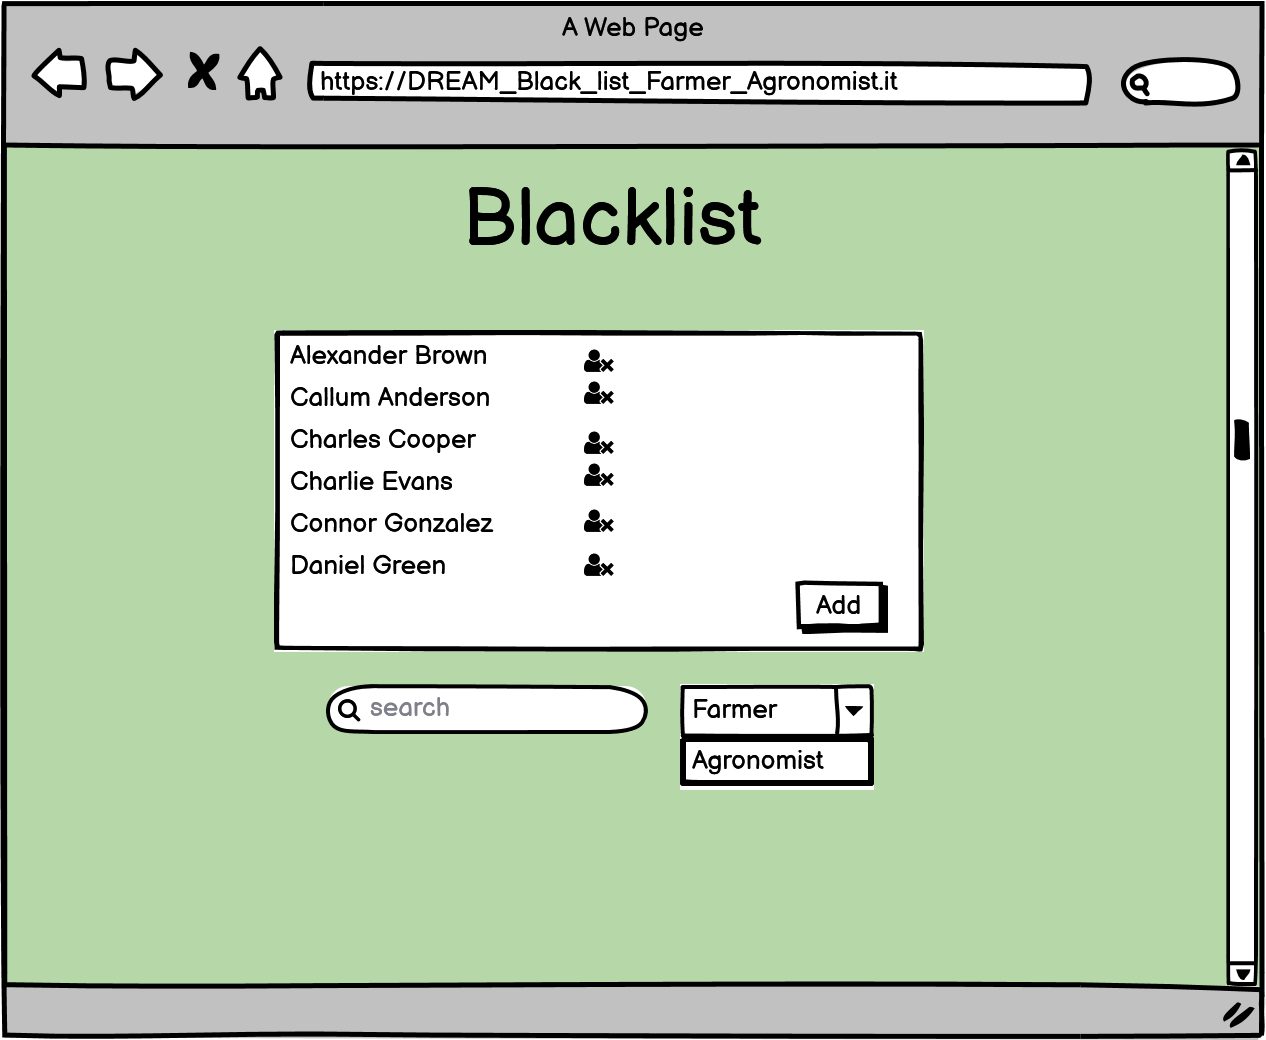 A Web Page
https://DREAM_Black_list_Farmer_Agronomist.it
Blacklist
Alexander Brown
Callum Anderson
Charles Cooper
Charlie Evans
Connor Gonzalez
Daniel Green
Add
search
Farmer
Agronomist